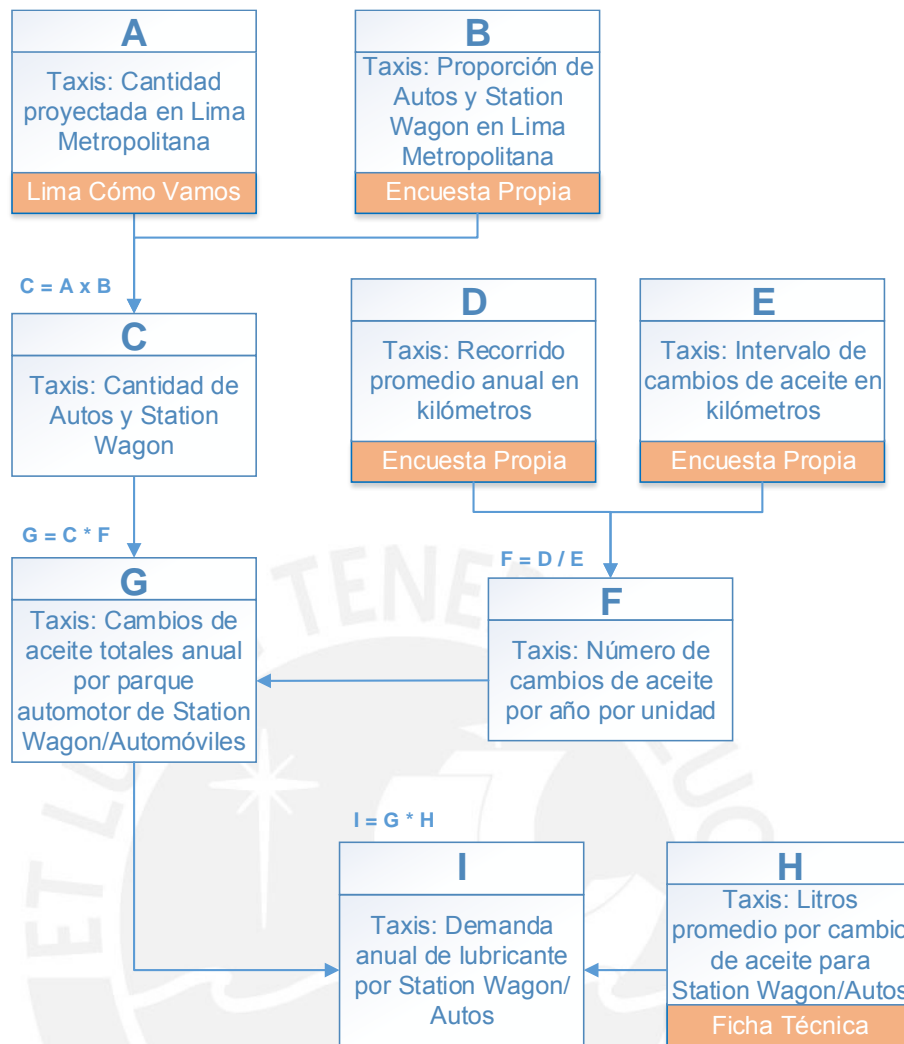 A
Taxis: Cantidad
proyectada en Lima
Metropolitana
Lima Cómo Vamos
B
Taxis: Proporción de
Autos y Station
Wagon en Lima
Metropolitana
Encuesta Propia
C = A x B
C
Taxis: Cantidad de
Autos y Station
Wagon
D
Taxis: Recorrido
promedio anual en
kilómetros
Encuesta Propia
E
Taxis: Intervalo de
cambios de aceite en
kilómetros
Encuesta Propia
G = C * F
G
Taxis: Cambios de
aceite totales anual
por parque
automotor de Station
Wagon/Automóviles
F = D / E
F
Taxis: Número de
cambios de aceite
por año por unidad
I = G * H
I
Taxis: Demanda
anual de lubricante
por Station Wagon/
Autos
H
Taxis: Litros
promedio por cambio
de aceite para
Station Wagon/Autos
Ficha Técnica
ET TENE